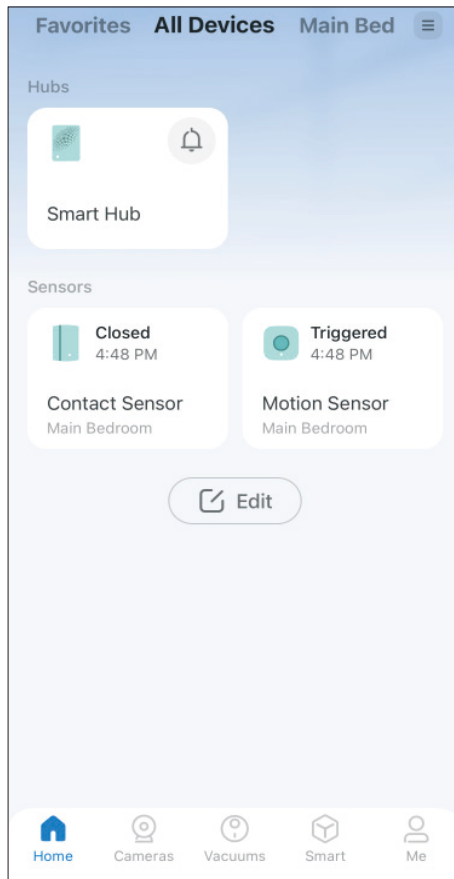 Favorites All Devices Main Bed
Hubs
Smart Hub
Sensors
Closed
4:48 PM
Contact Sensor
Main Bedroom
Triggered
4:48 PM
Motion Sensor
Main Bedroom
Edit
Home Cameras Vacuums Smart Me